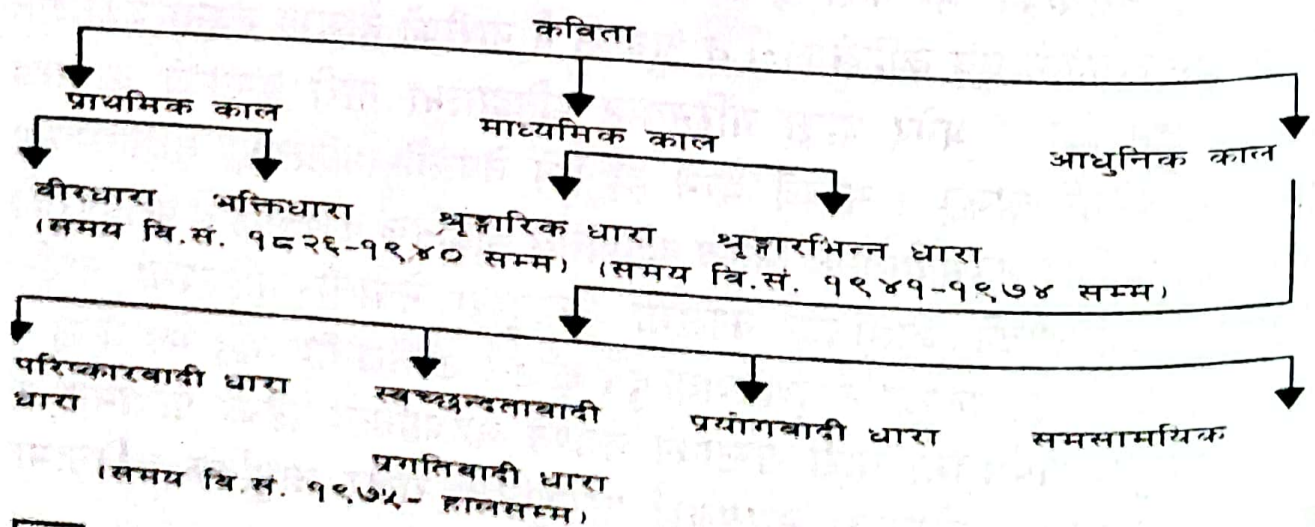 कविता
प्राथमिक काल माध्यमिक काल आधुनिक काल
वीरधारा भक्तिधारा श्रृङ्गारिक धारा श्रृङ्गारभिन्न धारा
(समय वि.सं. १८२६-१९४० सम्म) (समय वि.सं. १९४१-१९७४ सम्म)
परिष्कारवादी धारा स्वच्छन्दतावादी प्रयोगवादी धारा समसामयिक
धारा
प्रगतिवादी धारा
(समय वि.सं. १९७५- हालसम्म)